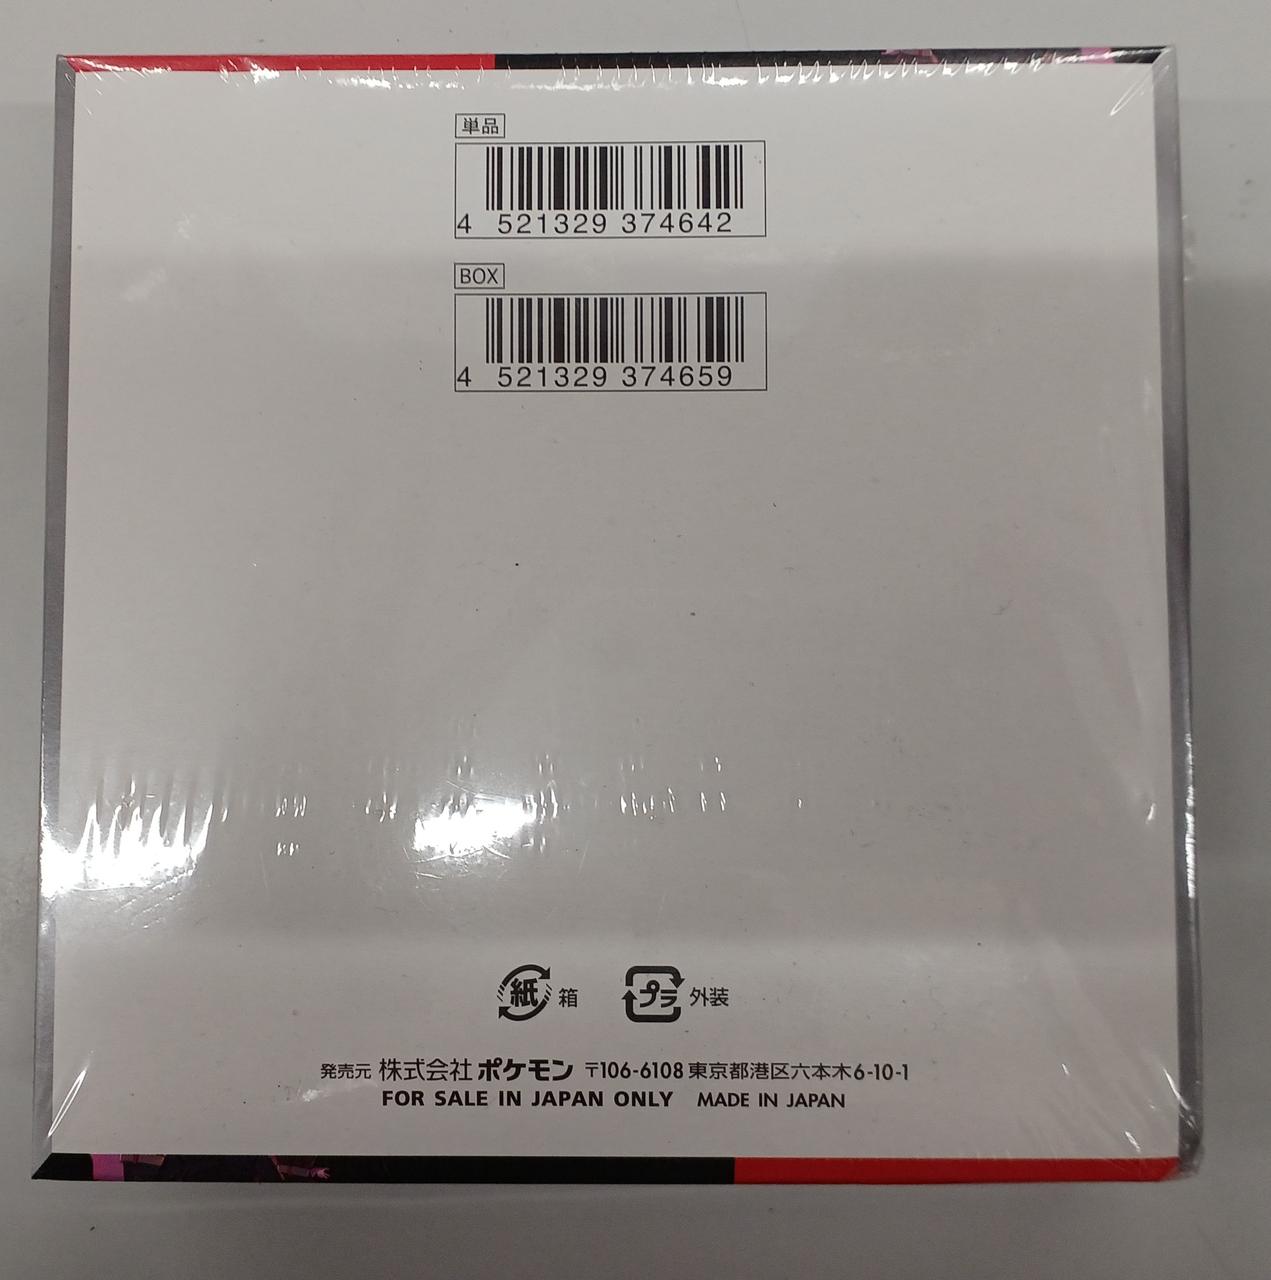 単品
4 521329 374642
BOX
4 521329 374659
紙 箱 プラ 外装
発売元 株式会社ポケモン 〒106-6108 東京都港区六本木6-10-1
FOR SALE IN JAPAN ONLY MADE IN JAPAN